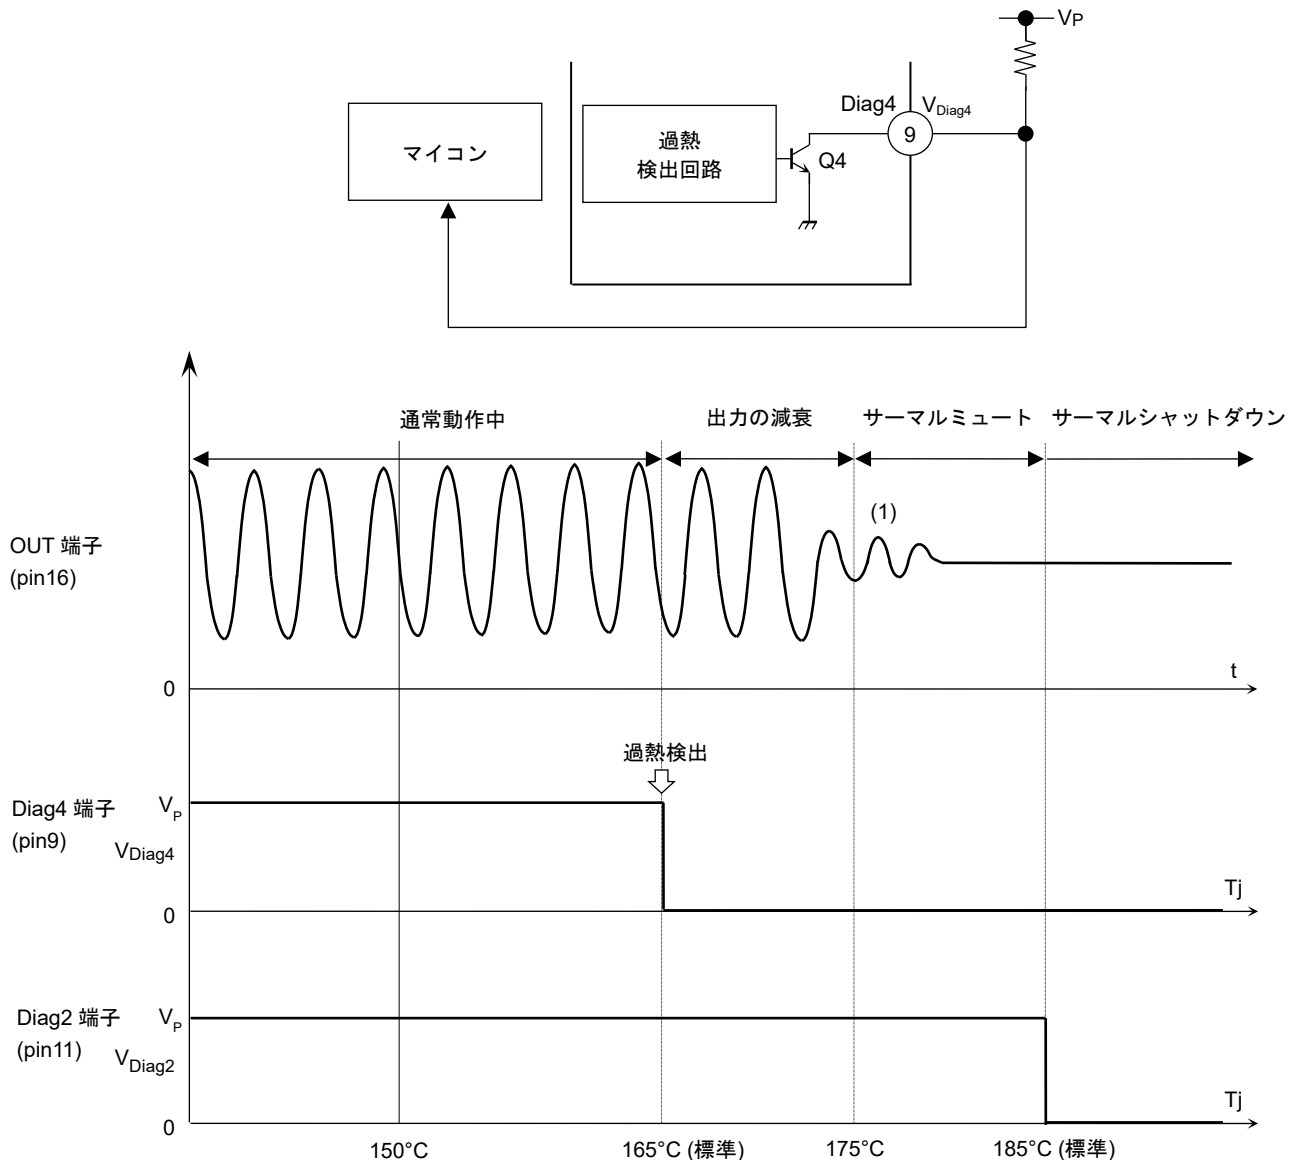 VP
Diag4
VDiag4
マイコン
過熱
検出回路
Q4
9
通常動作中
出力の減衰
サーマルミュート
サーマルシャットダウン
(1)
OUT 端子
(pin16)
t
0
過熱検出
Diag4 端子
(pin9)
VP
VDiag4
Tj
0
Diag2 端子
(pin11)
VP
VDiag2
Tj
0
150°C
165°C (標準)
175°C
185°C (標準)